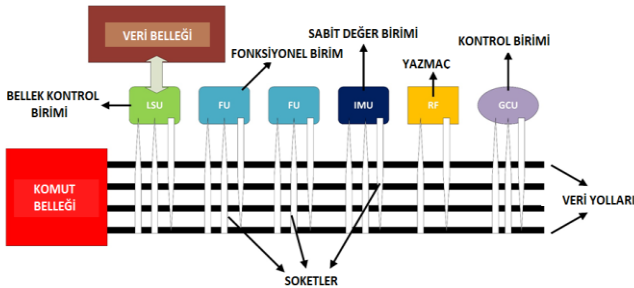 VERİ BELLEĞİ
SABİT DEĞER BİRİMİ
FONKSİYONEL BİRİM
KONTROL BİRİMİ
YAZMAC
BELLEK KONTROL
BİRİMİ
LSU
FU
FU
IMU
RF
GCU
KOMUT
BELLEĞİ
VERİ YOLLARI
SOKETLER